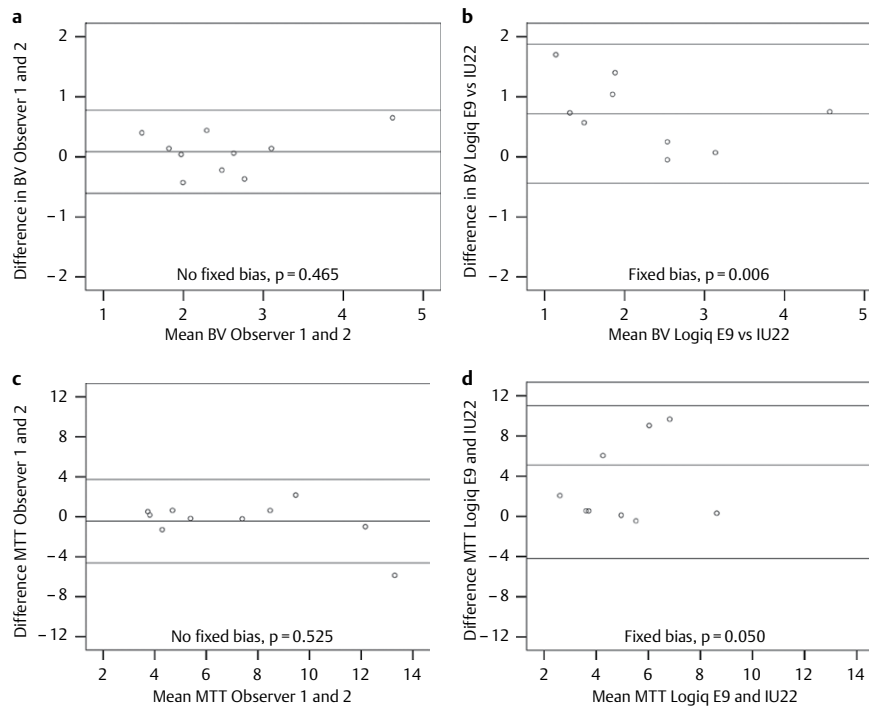 a
Difference in BV Observer 1 and 2
2
1
0
−1
−2
No fixed bias, p = 0.465
1 2 3 4 5
Mean BV Observer 1 and 2
b
Difference in BV Logiq E9 vs IU22
2
1
0
−1
−2
Fixed bias, p = 0.006
1 2 3 4 5
Mean BV Logiq E9 vs IU22
c
Difference MTT Observer 1 and 2
12
8
4
0
−4
−8
−12
No fixed bias, p = 0.525
2 4 6 8 10 12 14
Mean MTT Observer 1 and 2
d
Difference MTT Logiq E9 and IU22
12
8
4
0
−4
−8
−12
Fixed bias, p = 0.050
2 4 6 8 10 12 14
Mean MTT Logiq E9 and IU22